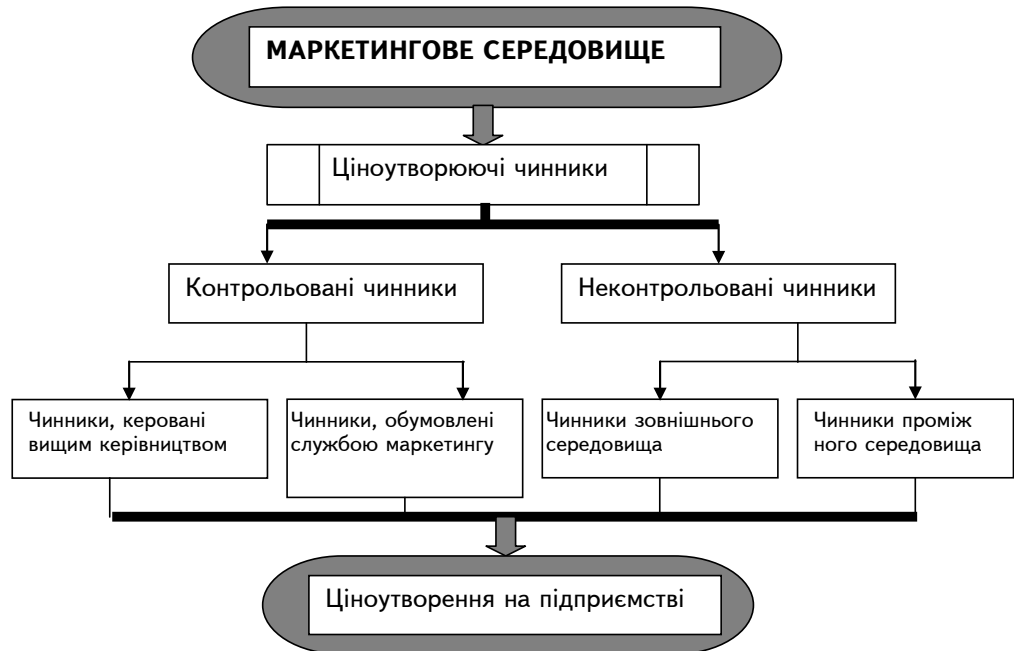 МАРКЕТИНГОВЕ СЕРЕДОВИЩЕ
Ціноутворюючі чинники
Контрольовані чинники
Неконтрольовані чинники
Чинники, керовані
вищим керівництвом
Чинники, обумовлені
службою маркетингу
Чинники зовнішнього
середовища
Чинники проміж
ного середовища
Ціноутворення на підприємстві